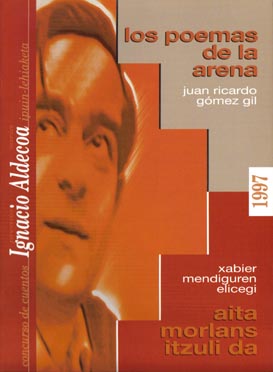 los poemas
de la
arena
juan ricardo
gómez gil
1997
xabier
mendiguren
elicegi
aita
morlans
itzuli da
concurso de cuentos
Ignacio Aldecoa
ipuin-lehiaketa